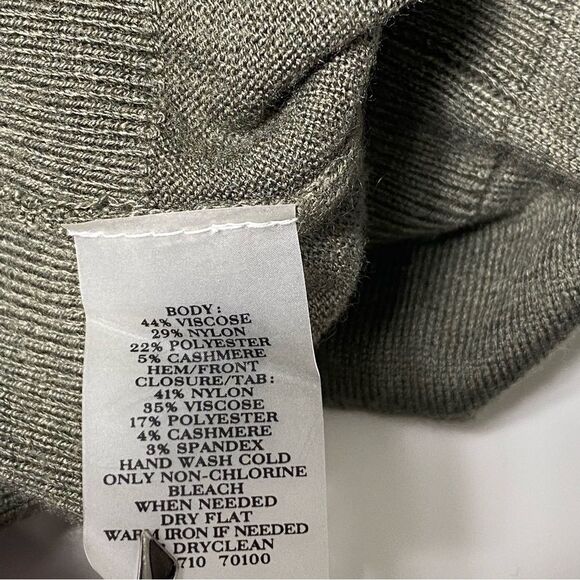 BODY:
44% VISCOSE
29% NYLON
22% POLYESTER
5% CASHMERE
HEM/FRONT
CLOSURE/TAB:
41% NYLON
35% VISCOSE
17% POLYESTER
4% CASHMERE
3% SPANDEX
HAND WASH COLD
ONLY NON-CHLORINE
BLEACH
WHEN NEEDED
DRY FLAT
WARM IRON IF NEEDED
DRYCLEAN
710 70100